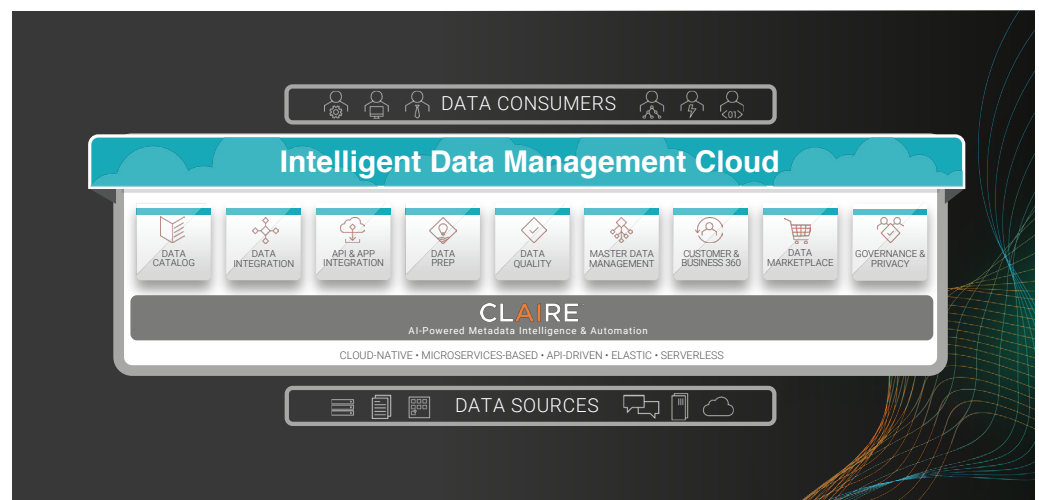 DATA CONSUMERS
<01>
Intelligent Data Management Cloud
DATA
CATALOG
DATA
INTEGRATION
API & APP
INTEGRATION
DATA
PREP
DATA
QUALITY
MASTER DATA
MANAGEMENT
CUSTOMER &
BUSINESS 360
DATA
MARKETPLACE
GOVERNANCE &
PRIVACY
CLAIRE
AI-Powered Metadata Intelligence & Automation
CLOUD-NATIVE • MICROSERVICES-BASED • API-DRIVEN • ELASTIC • SERVERLESS
DATA SOURCES